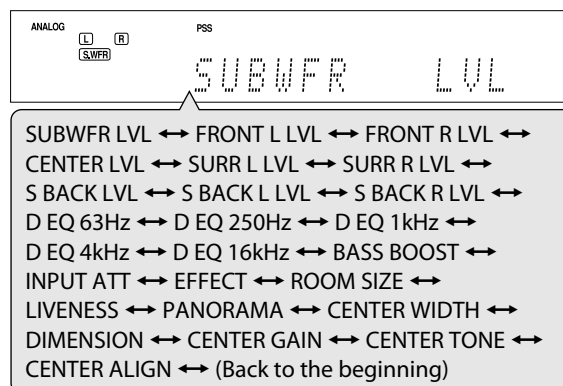 ANALOG PSS
L R
S.WFR
SUBWFR LVL
SUBWFR LVL ↔ FRONT L LVL ↔ FRONT R LVL ↔
CENTER LVL ↔ SURR L LVL ↔ SURR R LVL ↔
S BACK LVL ↔ S BACK L LVL ↔ S BACK R LVL ↔
D EQ 63Hz ↔ D EQ 250Hz ↔ D EQ 1kHz ↔
D EQ 4kHz ↔ D EQ 16kHz ↔ BASS BOOST ↔
INPUT ATT ↔ EFFECT ↔ ROOM SIZE ↔
LIVENESS ↔ PANORAMA ↔ CENTER WIDTH ↔
DIMENSION ↔ CENTER GAIN ↔ CENTER TONE ↔
CENTER ALIGN ↔ (Back to the beginning)